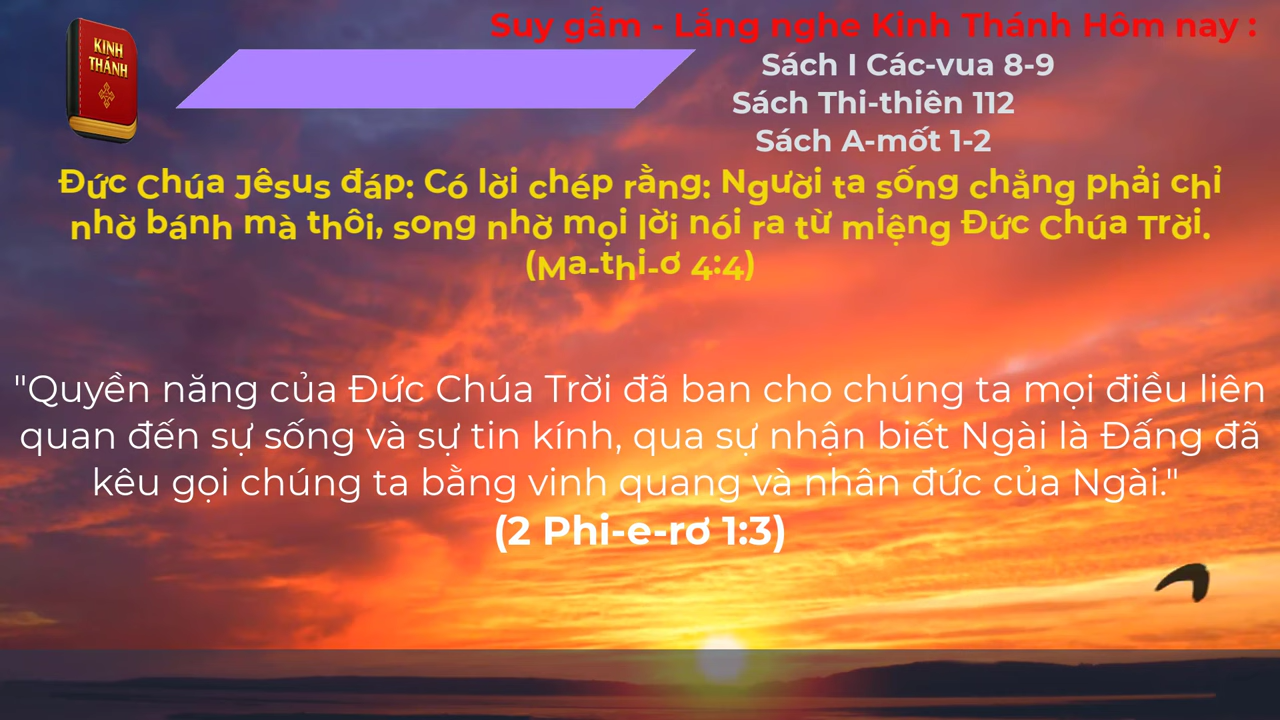 KINH
THÁNH
Suy gẫm - Lắng nghe Kinh Thánh Hôm nay :
Sách I Các-vua 8-9
Sách Thi-thiên 112
Sách A-mốt 1-2
Đức Chúa Jêsus đáp: Có lời chép rằng: Người ta sống chẳng phải chỉ
nhờ bánh mà thôi, song nhờ mọi lời nói ra từ miệng Đức Chúa Trời.
(Ma-thi-ơ 4:4)
"Quyền năng của Đức Chúa Trời đã ban cho chúng ta mọi điều liên
quan đến sự sống và sự tin kính, qua sự nhận biết Ngài là Đấng đã
kêu gọi chúng ta bằng vinh quang và nhân đức của Ngài."
(2 Phi-e-rơ 1:3)